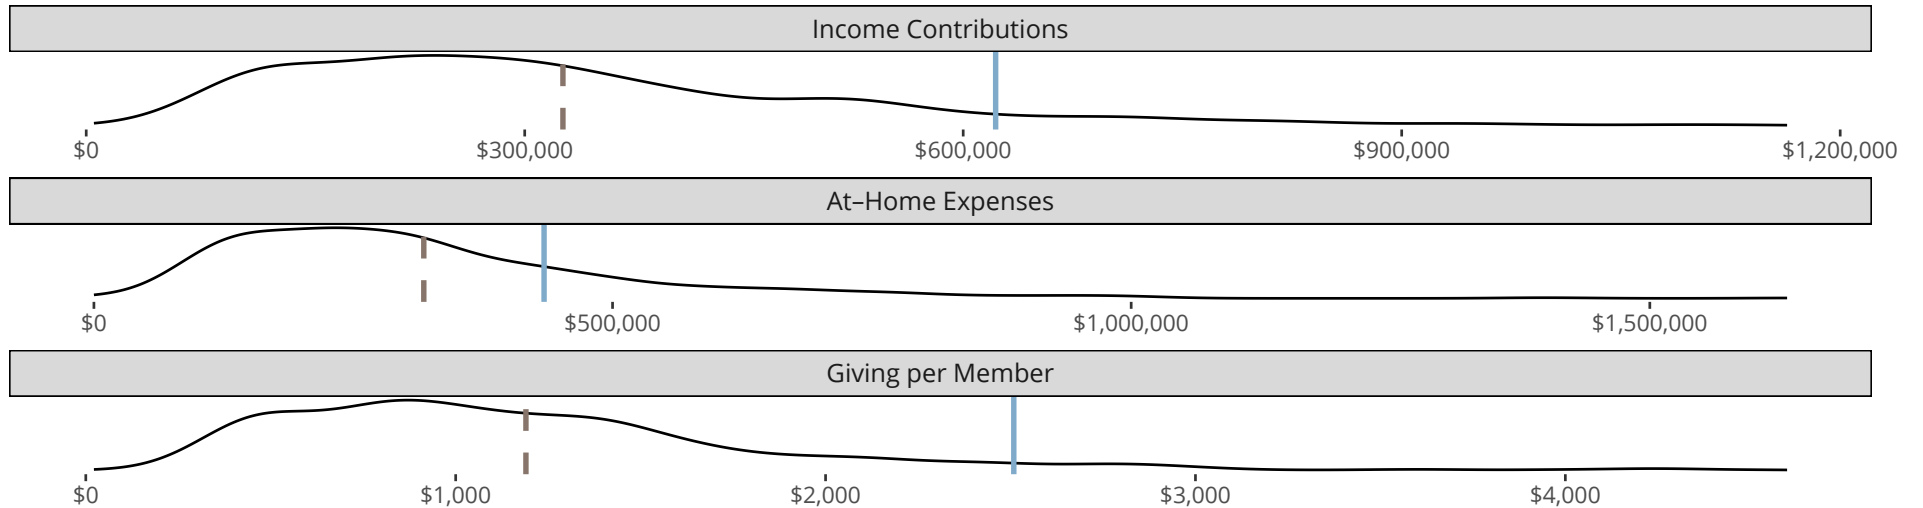 Income Contributions
$0 $300,000 $600,000 $900,000 $1,200,000
At–Home Expenses
$0 $500,000 $1,000,000 $1,500,000
Giving per Member
$0 $1,000 $2,000 $3,000 $4,000